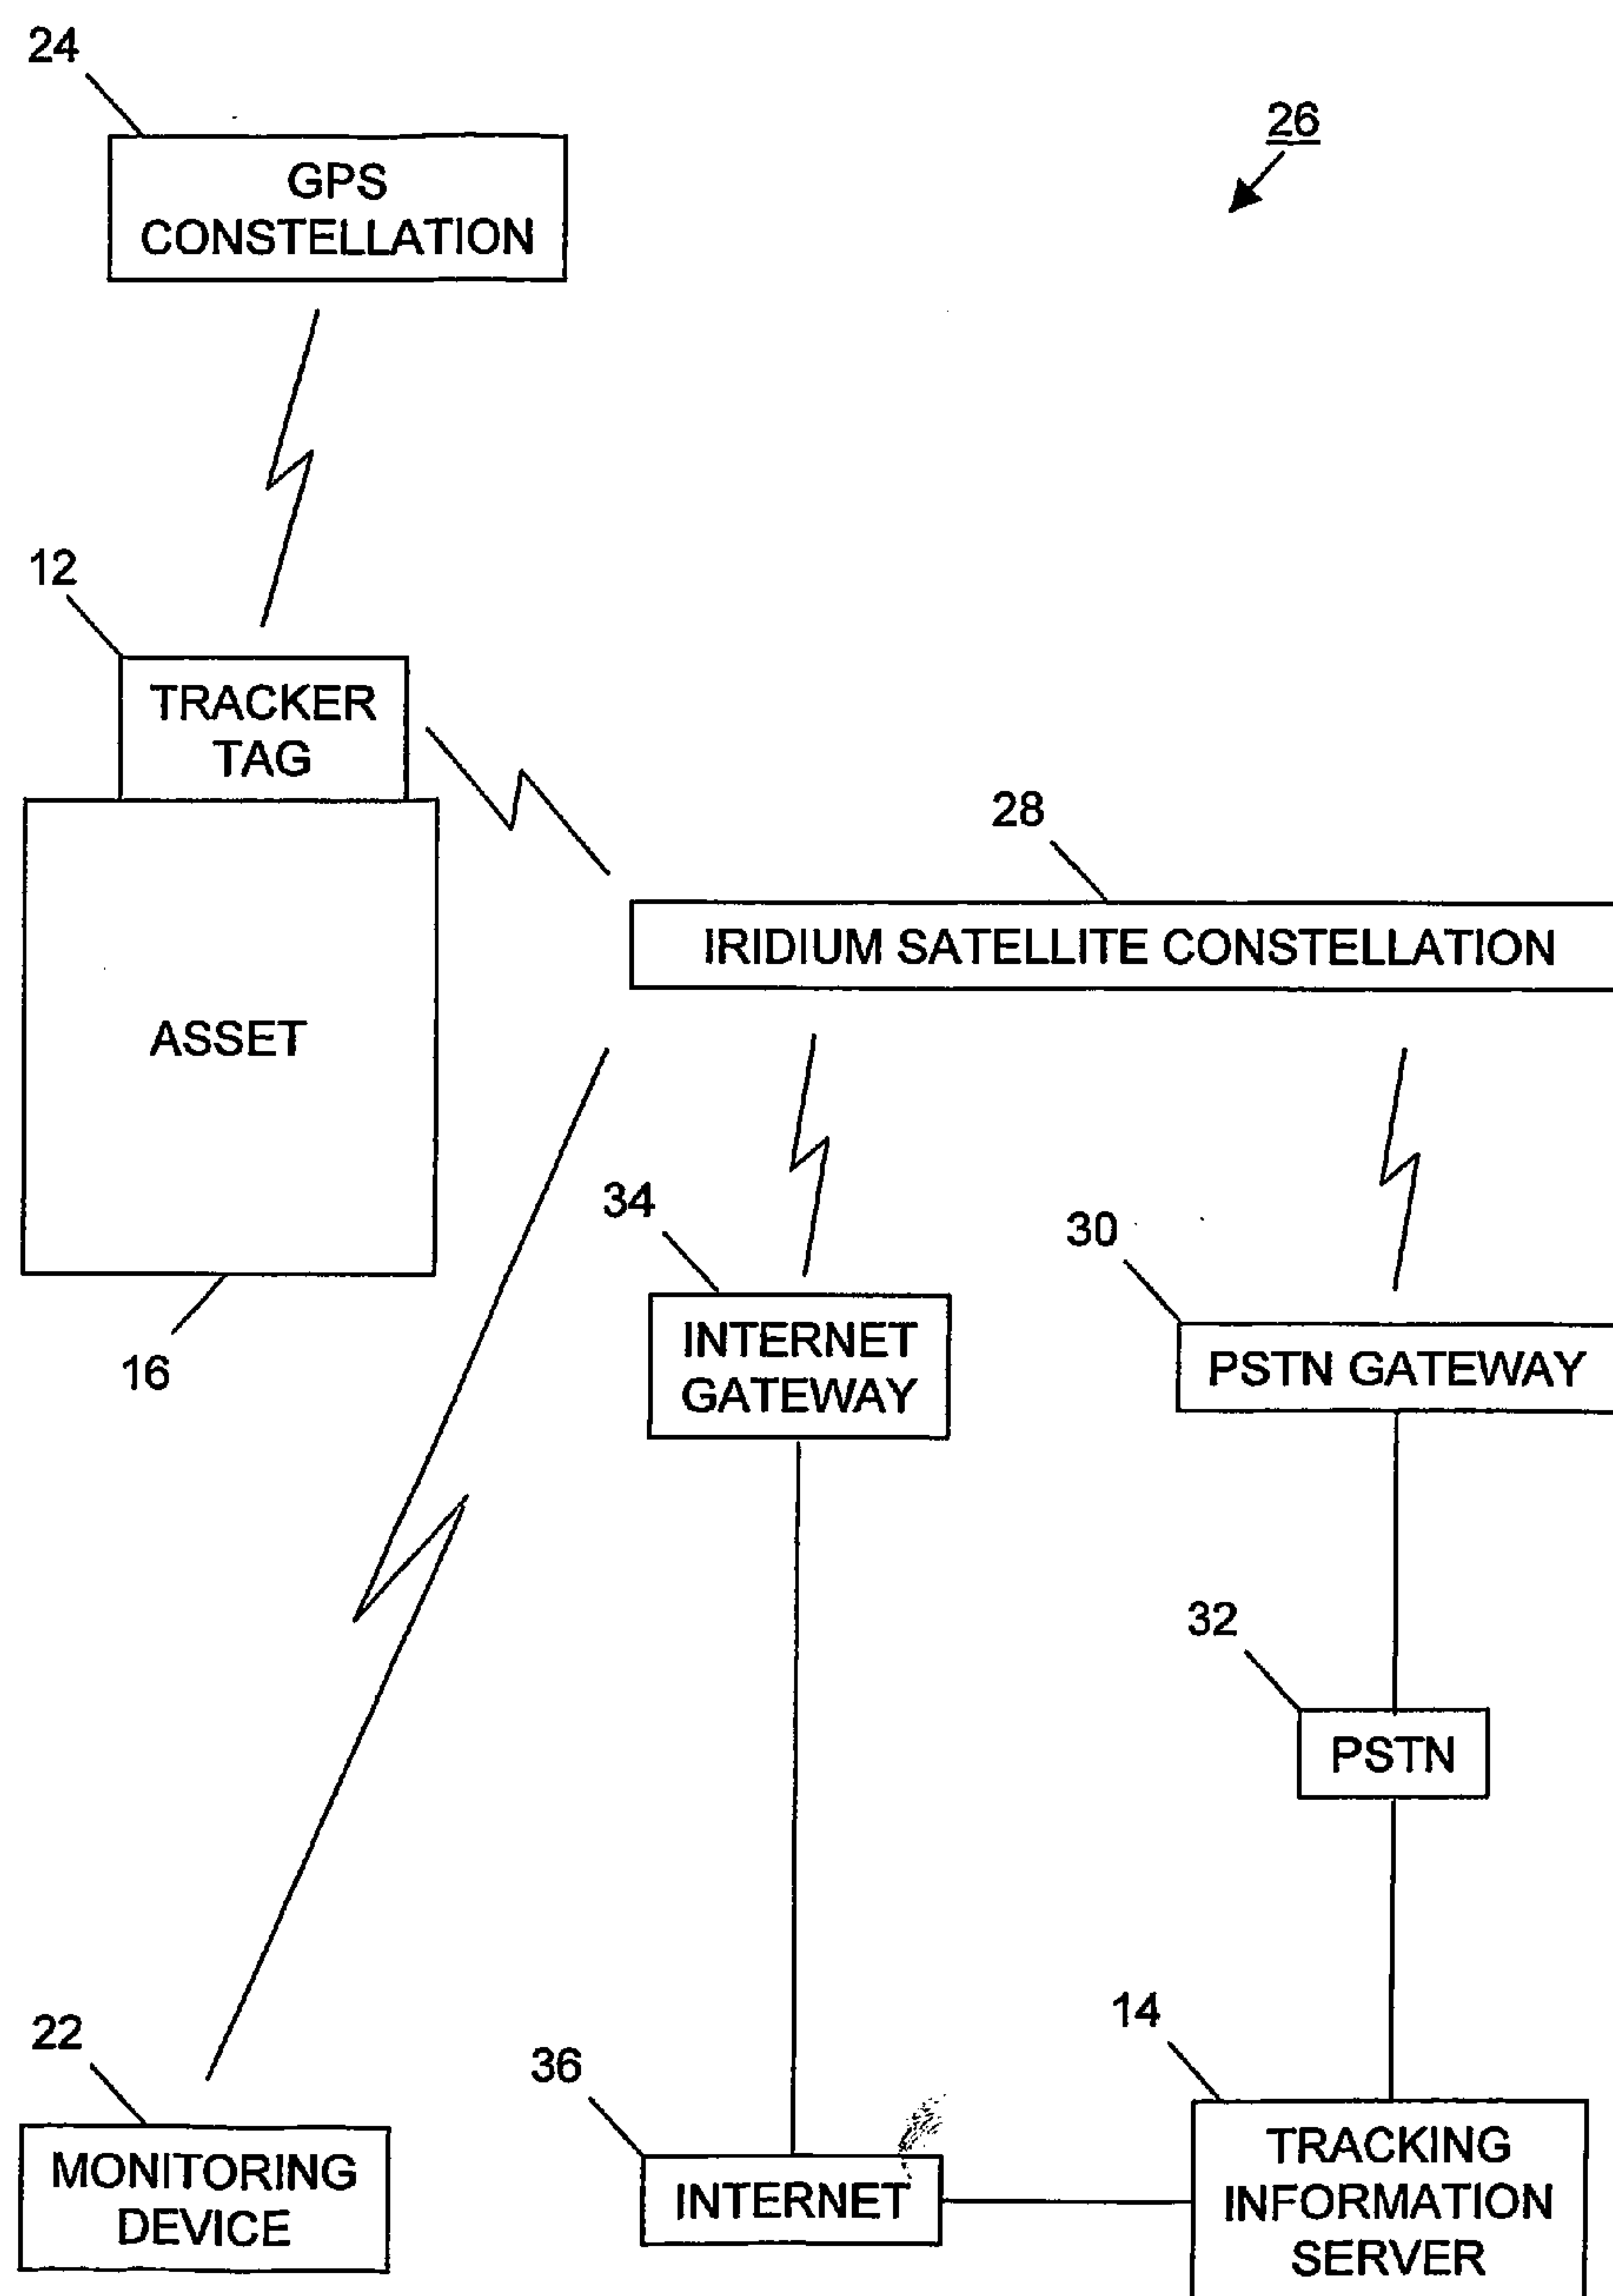 24
26
GPS
CONSTELLATION
12
TRACKER
TAG
28
IRIDIUM SATELLITE CONSTELLATION
ASSET
34
30
INTERNET
GATEWAY
PSTN GATEWAY
16
32
PSTN
14
22
36
MONITORING
DEVICE
INTERNET
TRACKING
INFORMATION
SERVER